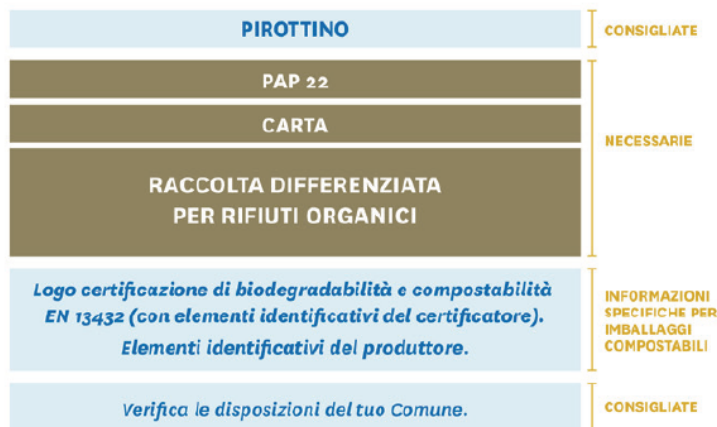 PIROTTINO
CONSIGLIATE
PAP 22
CARTA
NECESSARIE
RACCOLTA DIFFERENZIATA
PER RIFIUTI ORGANICI
Logo certificazione di biodegradabilità e compostabilità
EN 13432 (con elementi identificativi del certificatore).
Elementi identificativi del produttore.
INFORMAZIONI
SPECIFICHE PER
IMBALLAGGI
COMPOSTABILI
Verifica le disposizioni del tuo Comune.
CONSIGLIATE